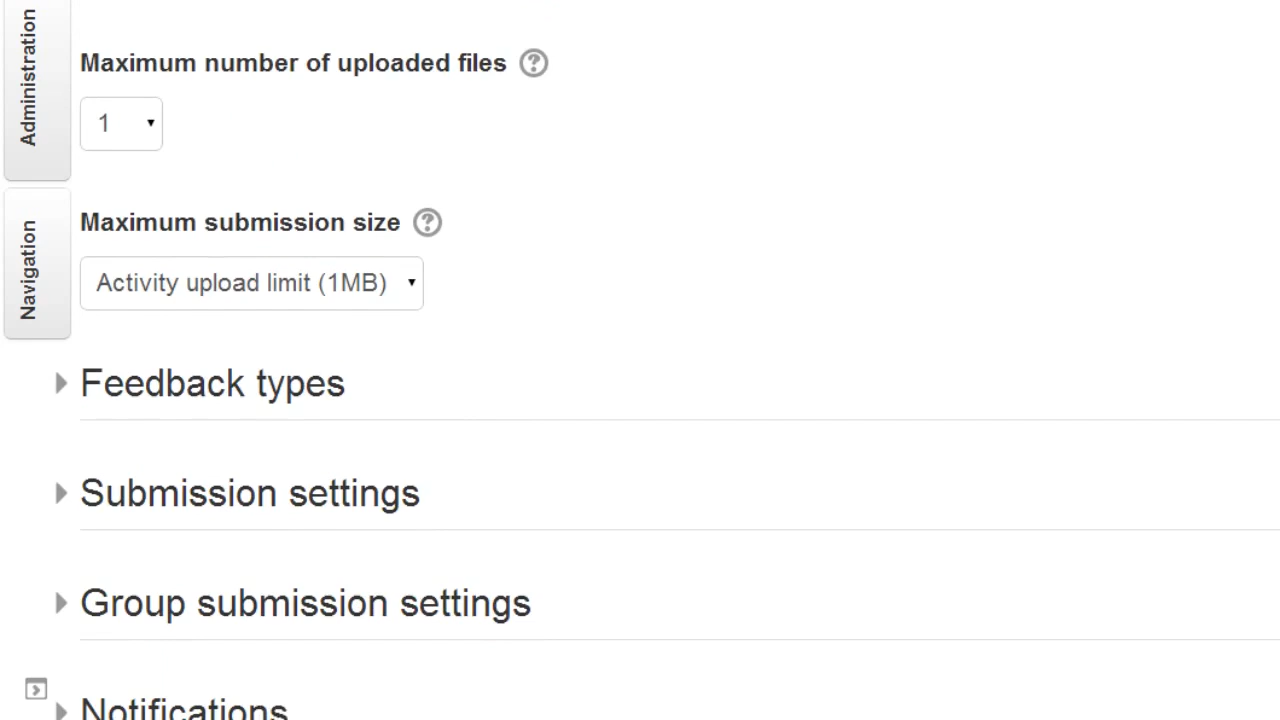 Administration
Maximum number of uploaded files
1
Navigation
Maximum submission size
Activity upload limit (1MB)
Feedback types
Submission settings
Group submission settings
Notifications